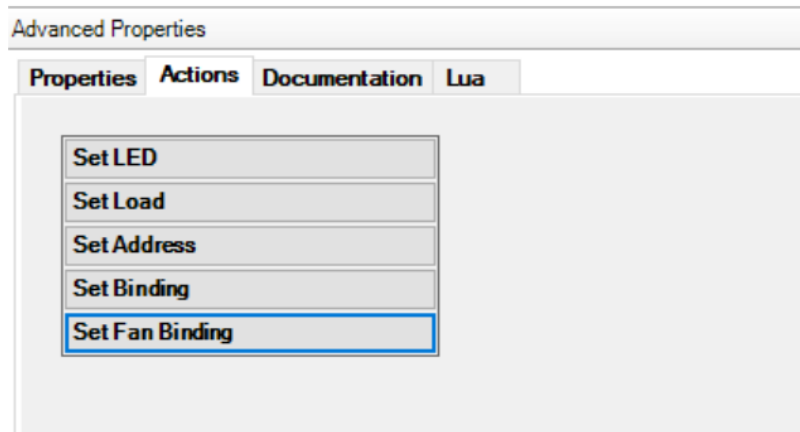 Advanced Properties
Properties Actions Documentation Lua
Set LED
Set Load
Set Address
Set Binding
Set Fan Binding